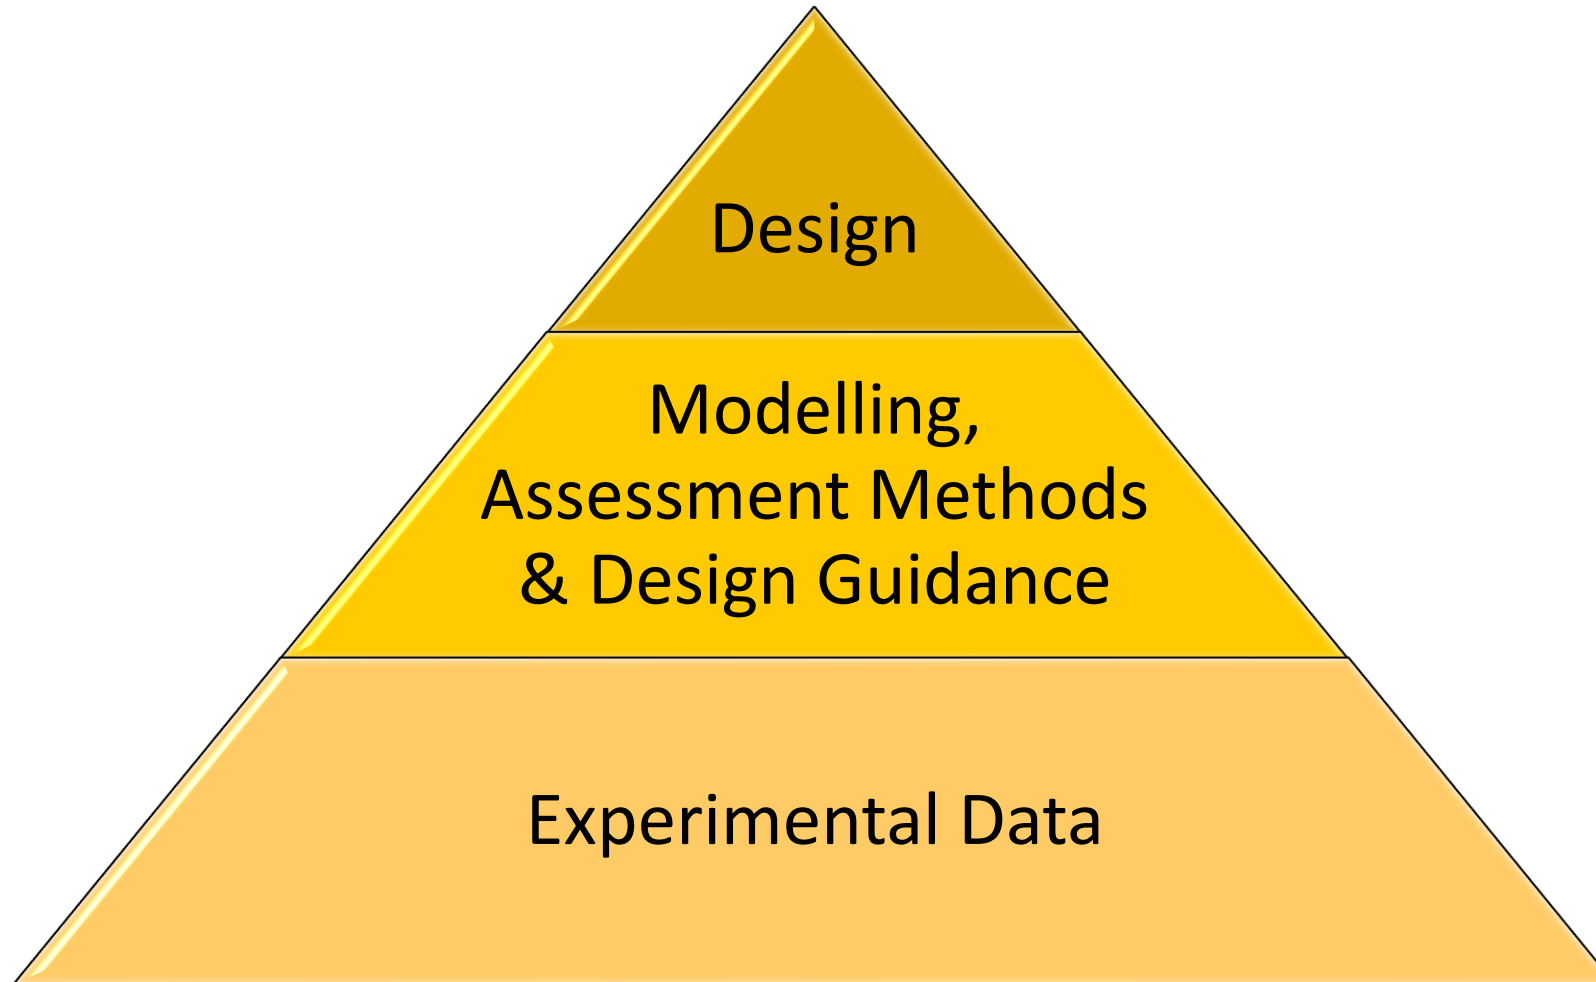 Design
Modelling,
Assessment Methods
& Design Guidance
Experimental Data